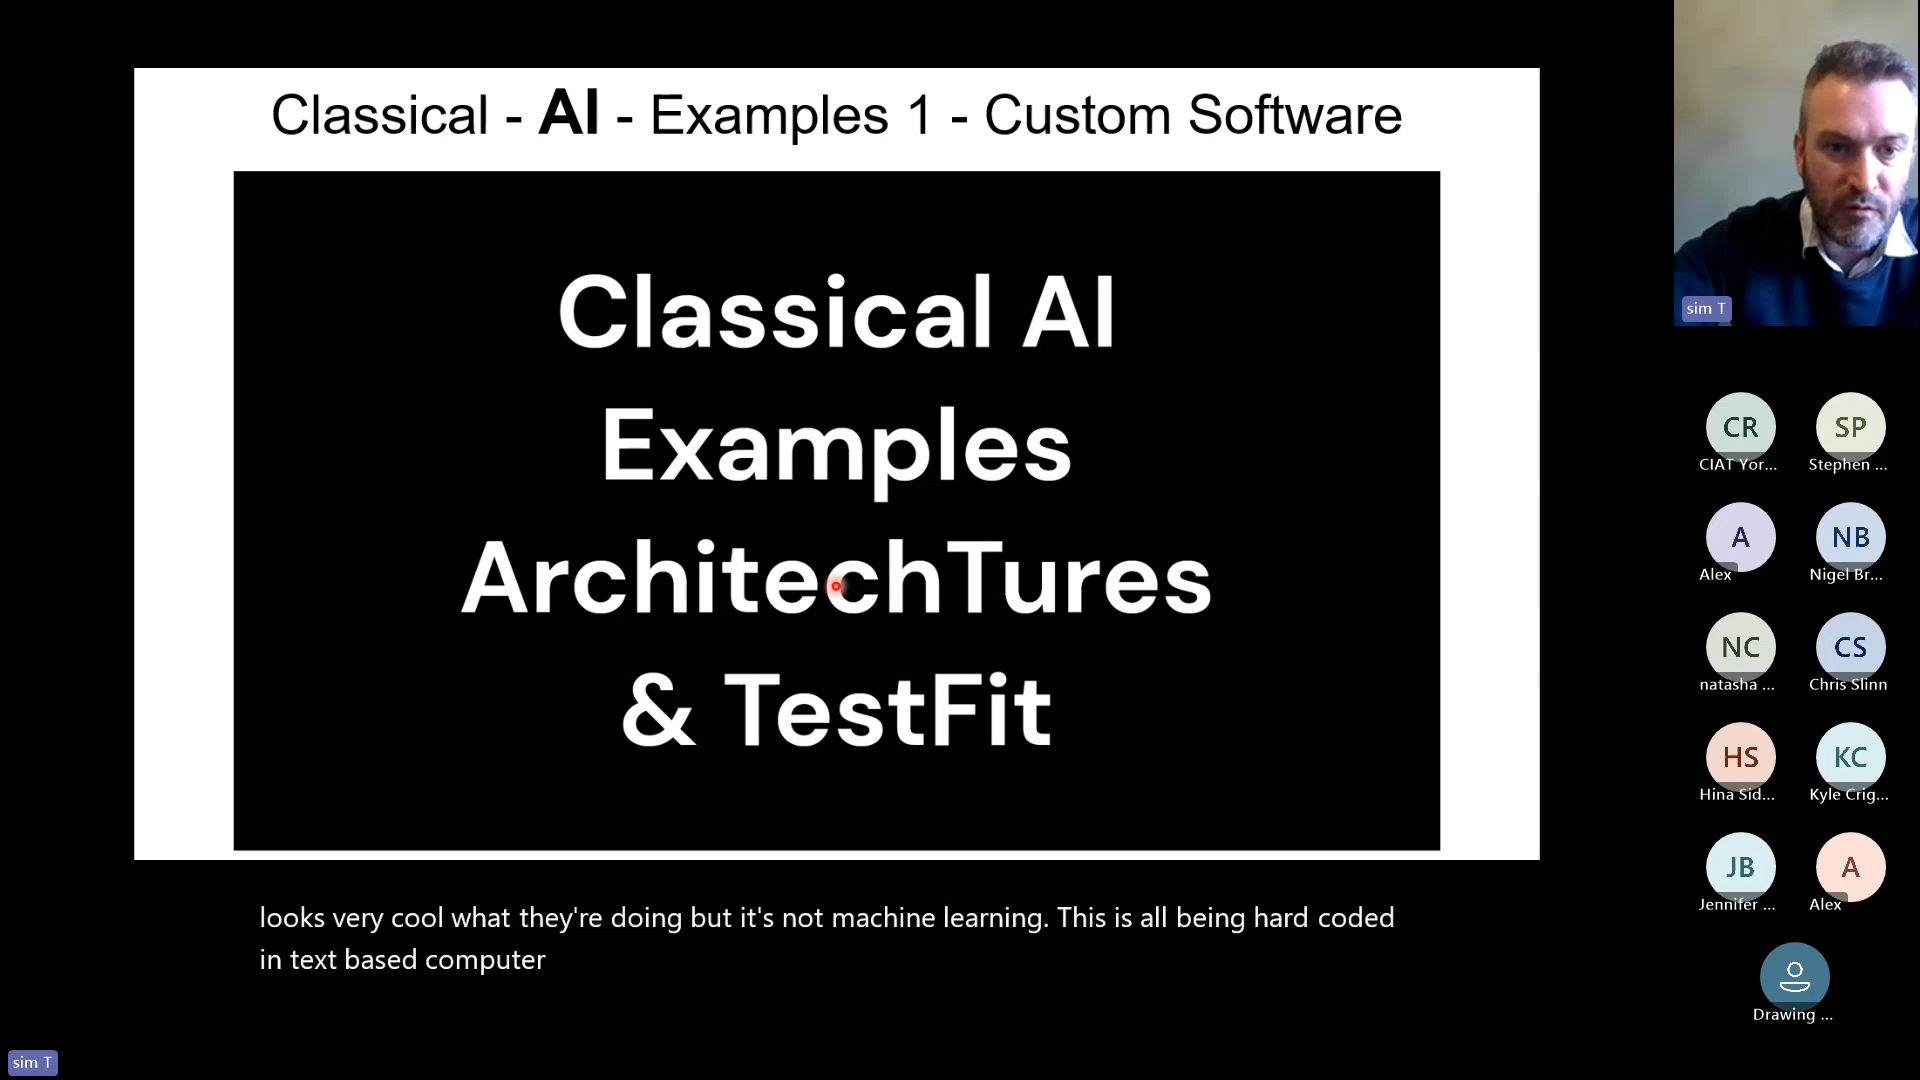 Classical - AI - Examples 1 - Custom Software
Classical AI
Examples
ArchitechTures
& TestFit
looks very cool what they're doing but it's not machine learning. This is all being hard coded
in text based computer
sim T
sim T
CR
CIAT Yor...
SP
Stephen ...
A
Alex
NB
Nigel Br...
NC
natasha ...
CS
Chris Slinn
HS
Hina Sid...
KC
Kyle Crig...
JB
Jennifer ...
A
Alex
Drawing ...